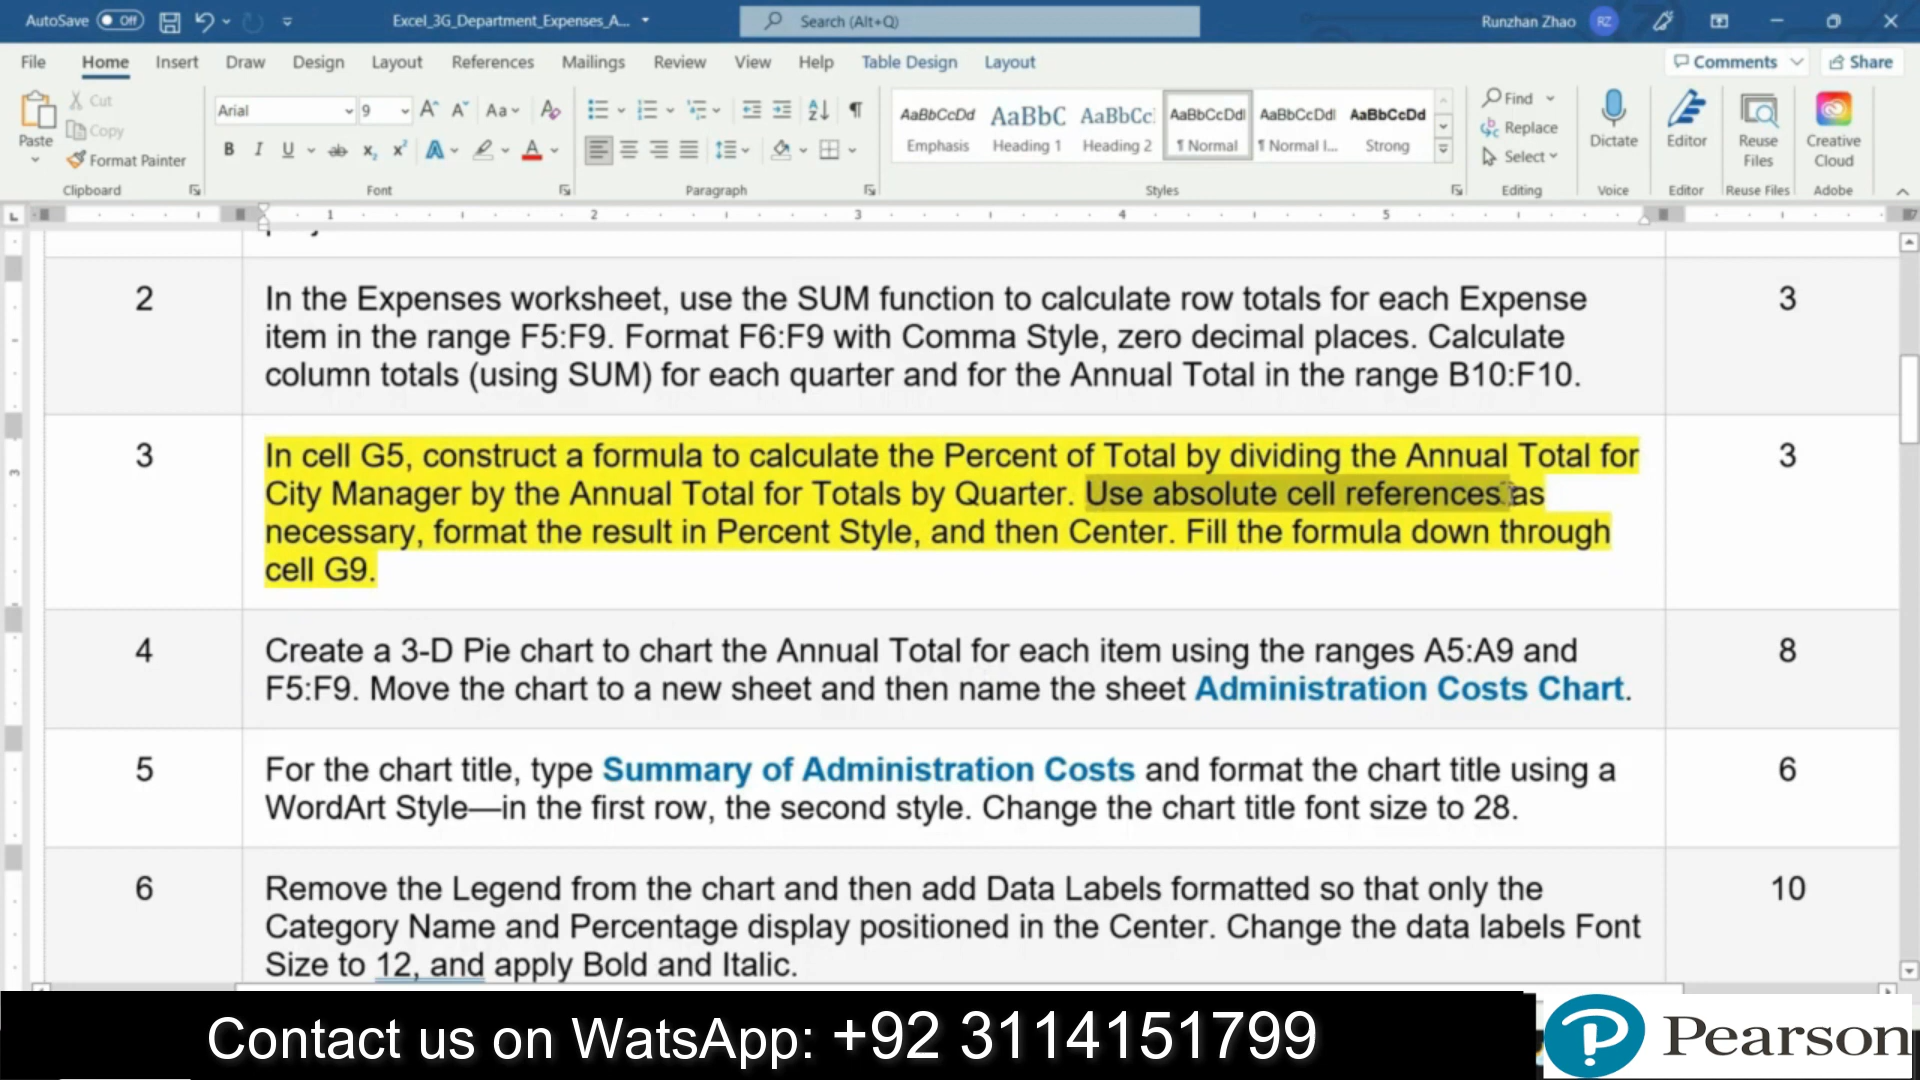 AutoSave Off Excel_3G_Department_Expenses_A... Search (Alt+Q) Runzhan Zhao RZ
File Home Insert Draw Design Layout References Mailings Review View Help Table Design Layout Comments Share
Paste Cut Copy Format Painter
Clipboard
Arial 9
Font
Paragraph
AaBbCcDd AaBbC AaBbCc AaBbCcDd AaBbCcDd AaBbCcDd
Emphasis Heading 1 Heading 2 ¶ Normal ¶ Normal I... Strong
Styles
Find
Replace
Select
Editing
Dictate
Voice
Editor
Editor
Reuse Files
Reuse Files
Creative Cloud
Adobe
1 2 3 4 5
2 In the Expenses worksheet, use the SUM function to calculate row totals for each Expense 3
item in the range F5:F9. Format F6:F9 with Comma Style, zero decimal places. Calculate
column totals (using SUM) for each quarter and for the Annual Total in the range B10:F10.
3 In cell G5, construct a formula to calculate the Percent of Total by dividing the Annual Total for 3
City Manager by the Annual Total for Totals by Quarter. Use absolute cell references as
necessary, format the result in Percent Style, and then Center. Fill the formula down through
cell G9.
4 Create a 3-D Pie chart to chart the Annual Total for each item using the ranges A5:A9 and 8
F5:F9. Move the chart to a new sheet and then name the sheet Administration Costs Chart.
5 For the chart title, type Summary of Administration Costs and format the chart title using a 6
WordArt Style—in the first row, the second style. Change the chart title font size to 28.
6 Remove the Legend from the chart and then add Data Labels formatted so that only the 10
Category Name and Percentage display positioned in the Center. Change the data labels Font
Size to 12, and apply Bold and Italic.
Contact us on WatsApp: +92 3114151799
Pearson